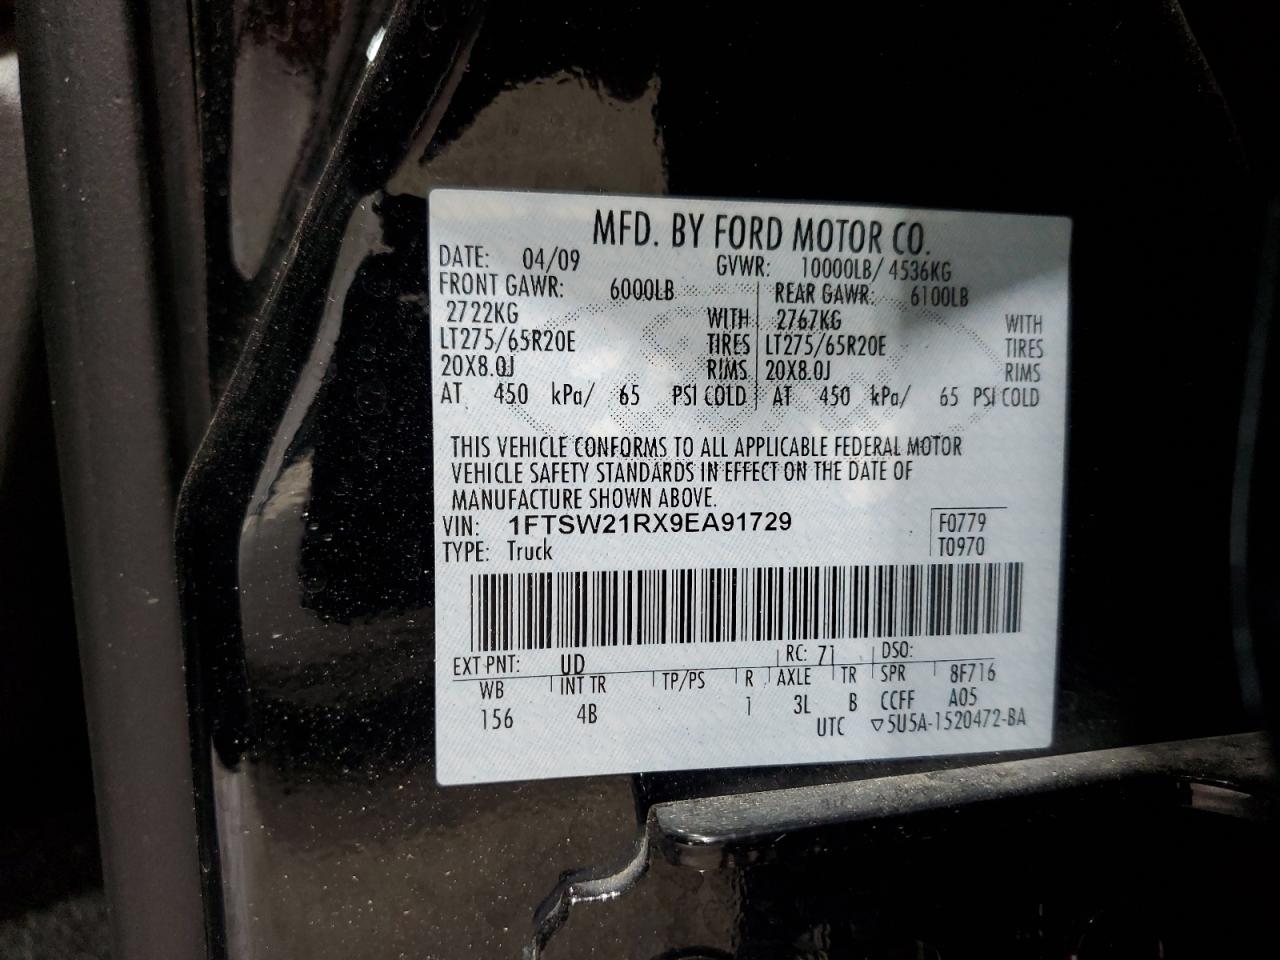 MFD. BY FORD MOTOR CO.
DATE: 04/09 GVWR: 10000LB/ 4536KG
FRONT GAWR: 6000LB REAR GAWR: 6100LB
2722KG WITH 2767KG WITH
LT275/65R20E TIRES LT275/65R20E TIRES
20X8.0J RIMS 20X8.0J RIMS
AT 450 kPa/ 65 PSI COLD AT 450 kPa/ 65 PSI COLD
THIS VEHICLE CONFORMS TO ALL APPLICABLE FEDERAL MOTOR
VEHICLE SAFETY STANDARDS IN EFFECT ON THE DATE OF
MANUFACTURE SHOWN ABOVE.
VIN: 1FTSW21RX9EA91729 F0779
TYPE: Truck T0970
EXT PNT: UD RC: 71 DSO:
WB INT TR TP/PS R AXLE TR SPR 8F716
156 4B 1 3L B CCFF A05
UTC ▽5U5A-1520472-BA